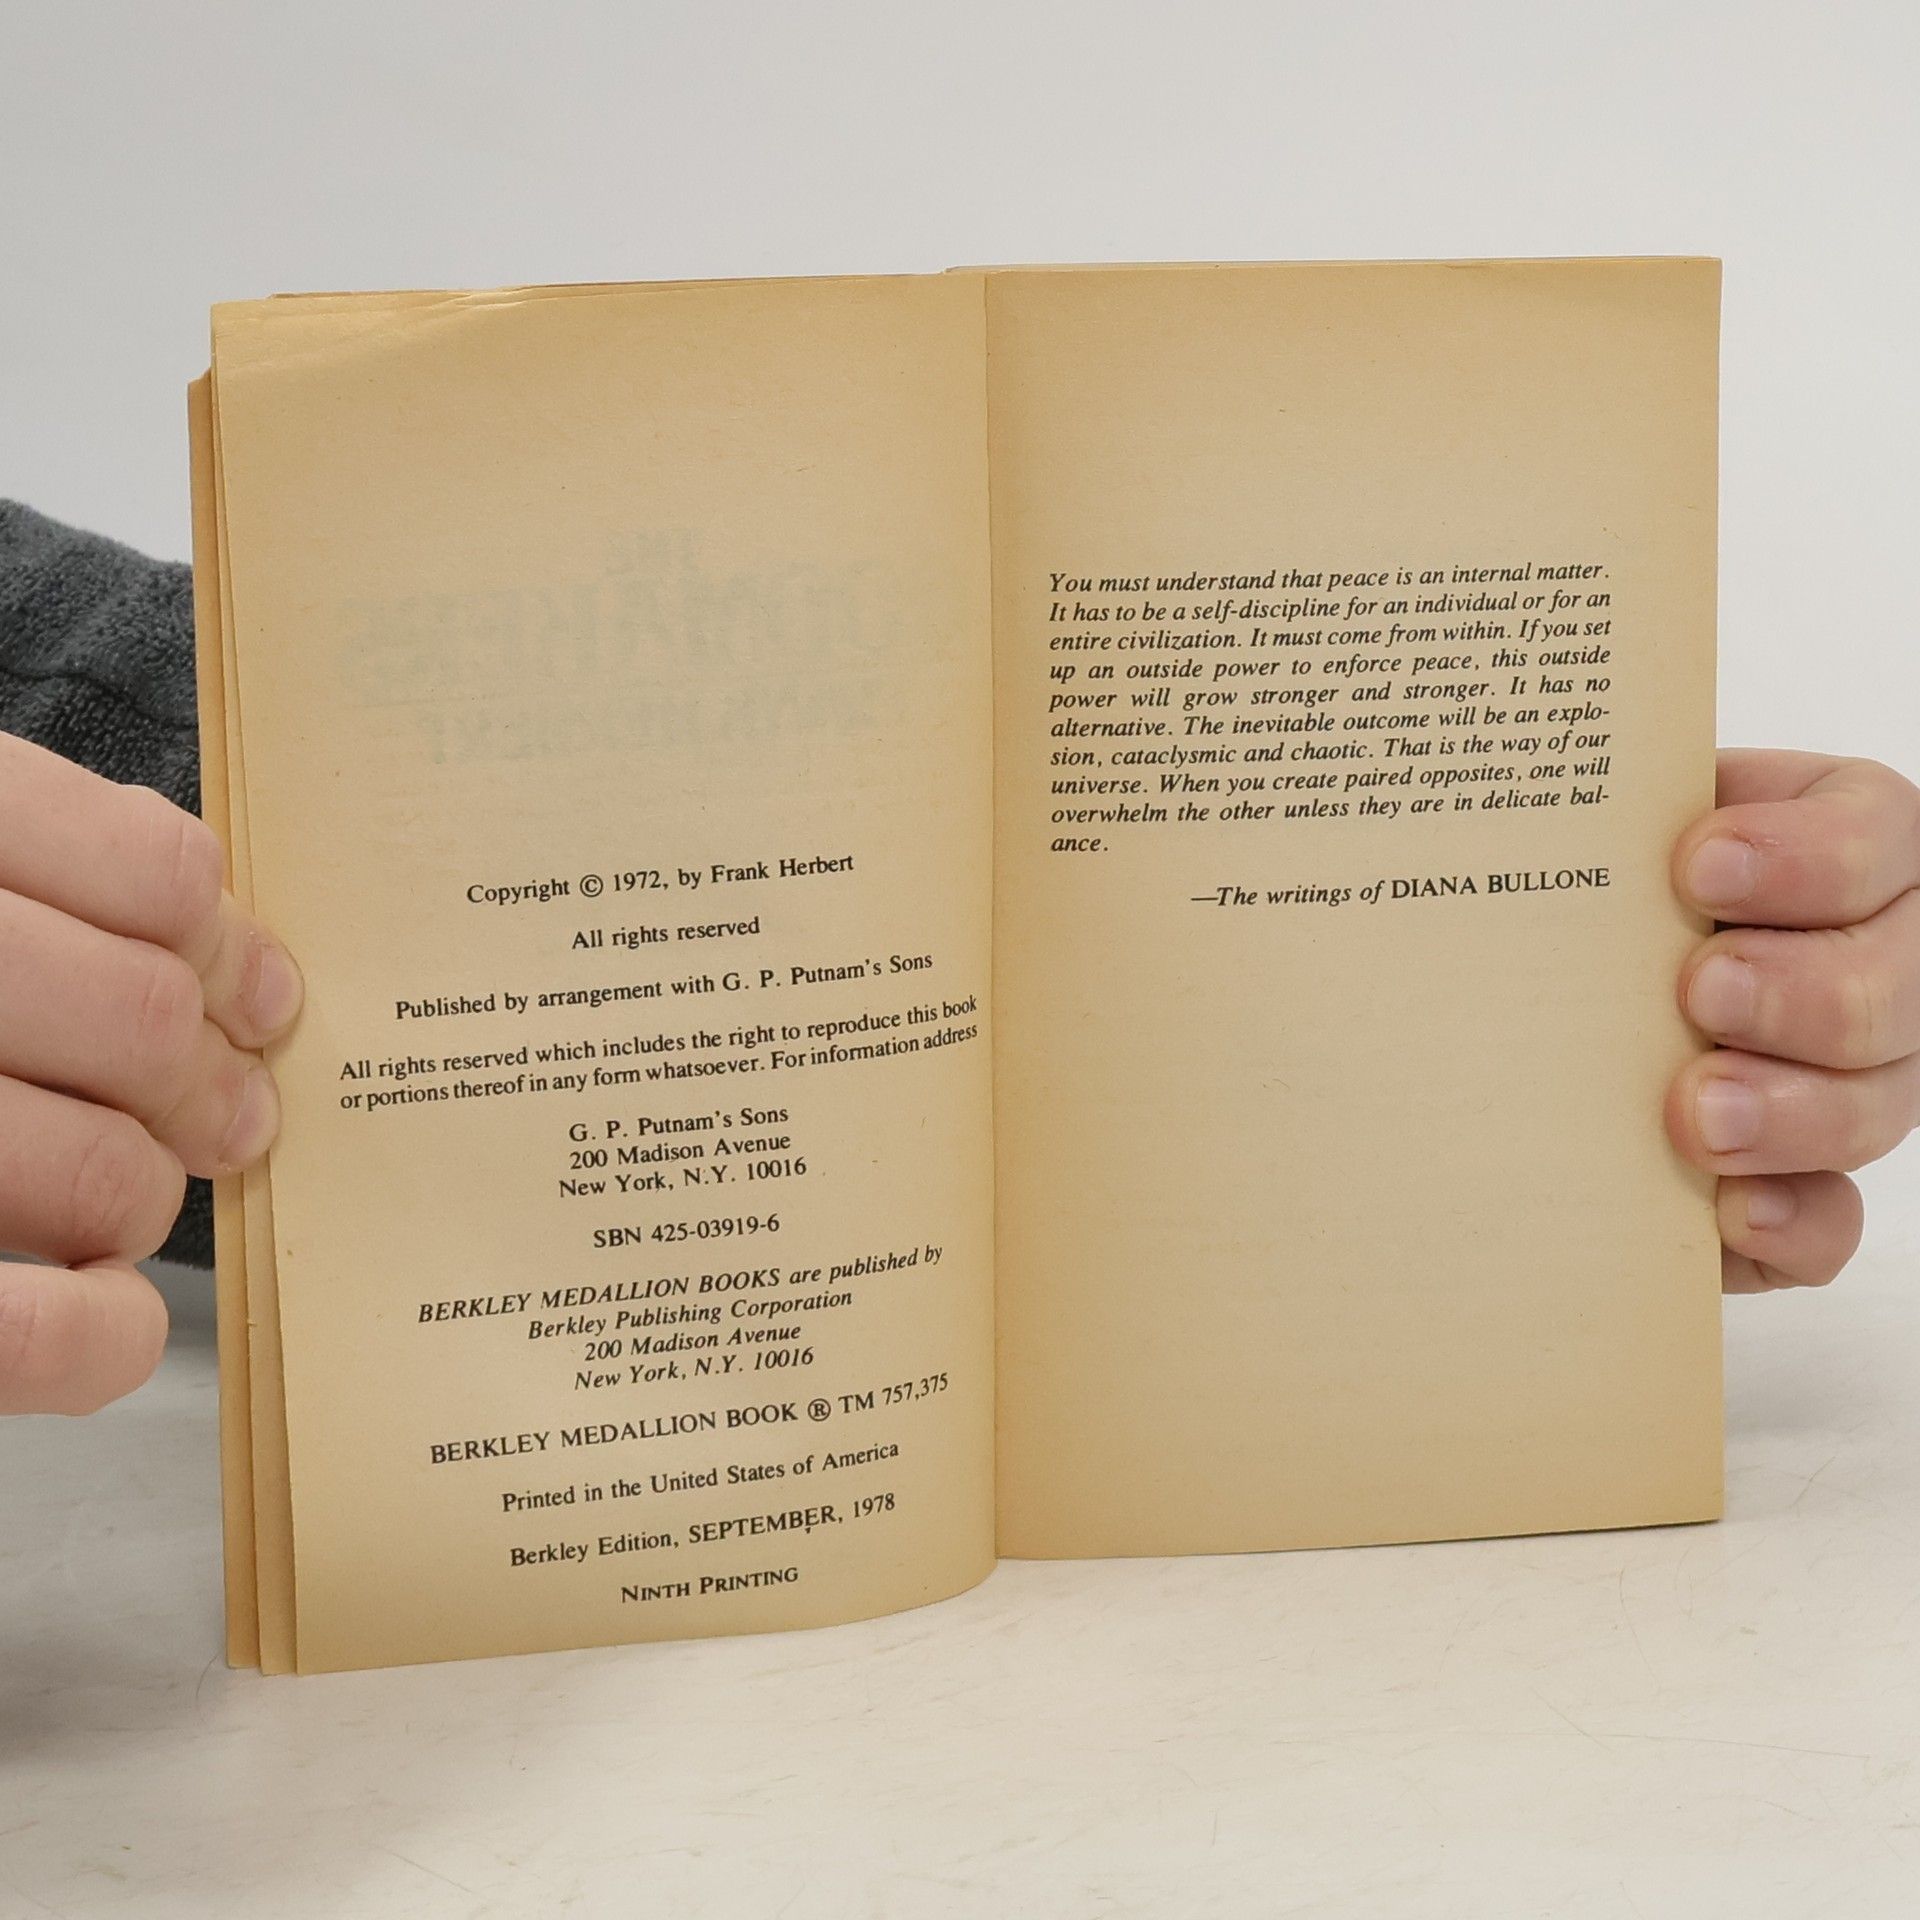 Copyright © 1972, by Frank Herbert
All rights reserved
Published by arrangement with G. P. Putnam's Sons
All rights reserved which includes the right to reproduce this book
or portions thereof in any form whatsoever. For information address
G. P. Putnam's Sons
200 Madison Avenue
New York, N.Y. 10016
SBN 425-03919-6
BERKLEY MEDALLION BOOKS are published by
Berkley Publishing Corporation
200 Madison Avenue
New York, N.Y. 10016
BERKLEY MEDALLION BOOK ® TM 757,375
Printed in the United States of America
Berkley Edition, SEPTEMBER, 1978
NINTH PRINTING
You must understand that peace is an internal matter.
It has to be a self-discipline for an individual or for an
entire civilization. It must come from within. If you set
up an outside power to enforce peace, this outside
power will grow stronger and stronger. It has no
alternative. The inevitable outcome will be an explo-
sion, cataclysmic and chaotic. That is the way of our
universe. When you create paired opposites, one will
overwhelm the other unless they are in delicate bal-
ance.
—The writings of DIANA BULLONE